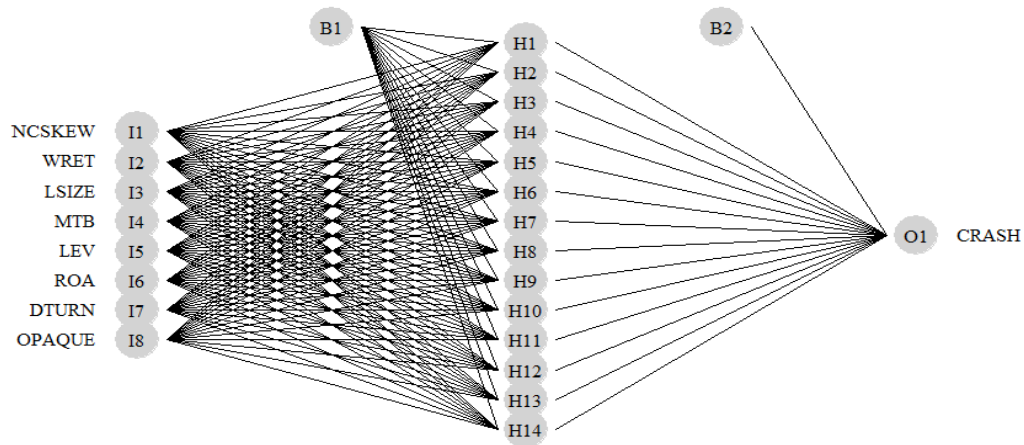 B1
B2
H1
H2
H3
H4
H5
H6
H7
H8
H9
H10
H11
H12
H13
H14
NCSKEW I1
WRET I2
LSIZE I3
MTB I4
LEV I5
ROA I6
DTURN I7
OPAQUE I8
O1 CRASH